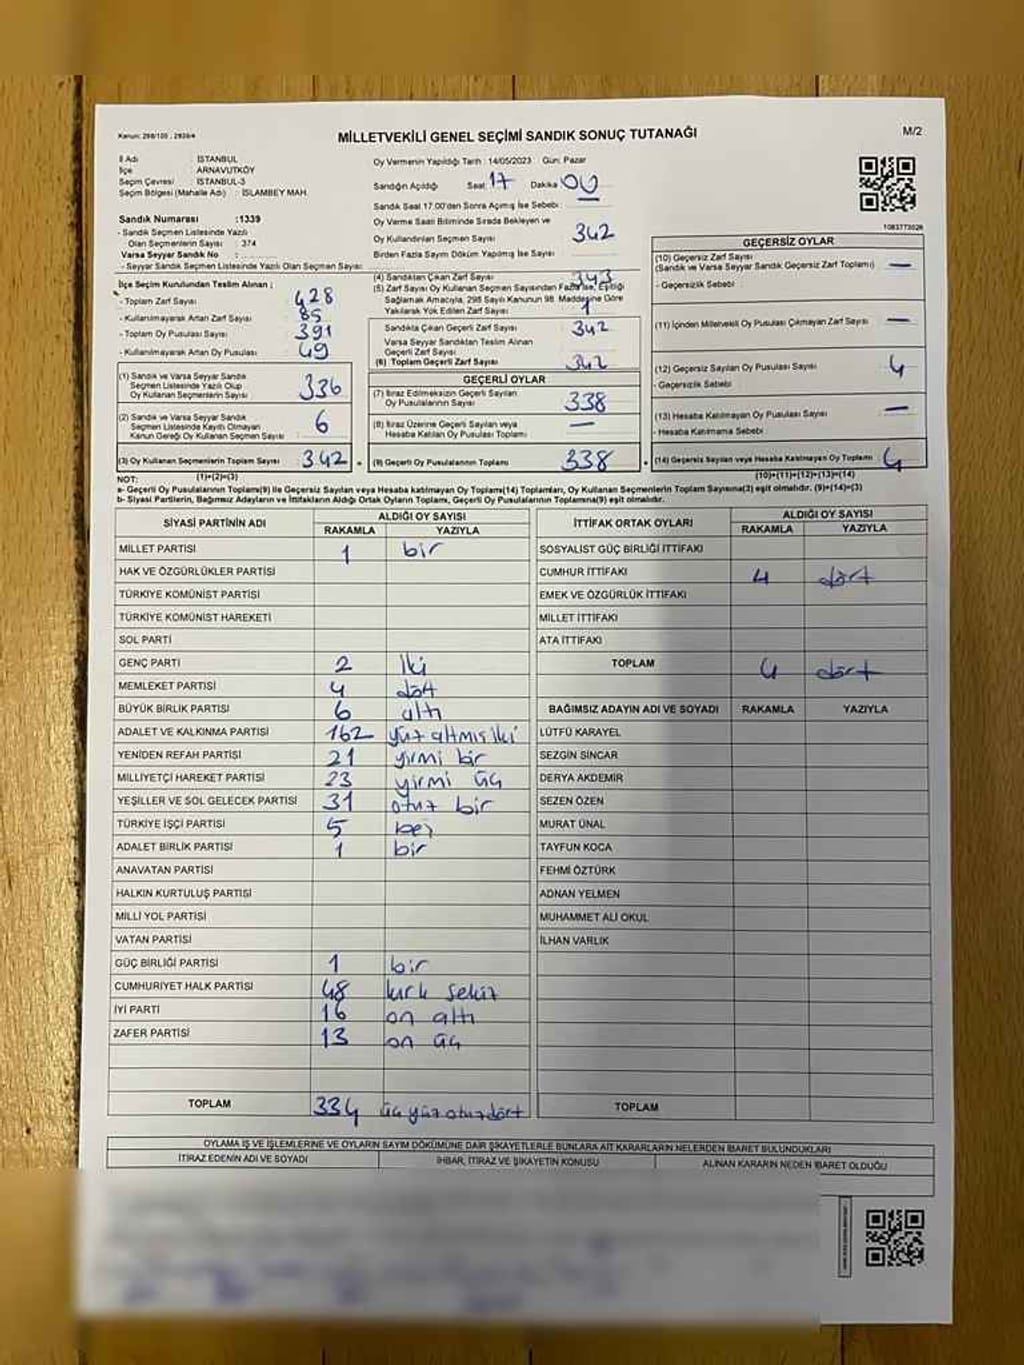 Kanun: 298/105 , 2839/4
MİLLETVEKİLİ GENEL SEÇİMİ SANDIK SONUÇ TUTANAĞI
M/2
İl Adı : İSTANBUL
İlçe : ARNAVUTKÖY
Seçim Çevresi : İSTANBUL-3
Seçim Bölgesi (Mahalle Adı) : İSLAMBEY MAH.
Sandık Numarası :1339
- Sandık Seçmen Listesinde Yazılı
Olan Seçmenlerin Sayısı : 374
Varsa Seyyar Sandık No :
- Seyyar Sandık Seçmen Listesinde Yazılı Olan Seçmen Sayısı:
Oy Vermenin Yapıldığı Tarih : 14/05/2023 Gün: Pazar
Sandığın Açıldığı Saat: 17 Dakika 00
Sandık Saat 17.00'den Sonra Açılmış İse Sebebi:
Oy Verme Saati Bitiminde Sırada Bekleyen ve
Oy Kullandırılan Seçmen Sayısı 342
Birden Fazla Sayım Döküm Yapılmış İse Sayısı :
1083773026
İlçe Seçim Kurulundan Teslim Alınan ;
- Toplam Zarf Sayısı : 428
- Kullanılmayarak Artan Zarf Sayısı : 85
- Toplam Oy Pusulası Sayısı : 391
- Kullanılmayarak Artan Oy Pusulası : 49
(1) Sandık ve Varsa Seyyar Sandık
Seçmen Listesinde Yazılı Olup
Oy Kullanan Seçmenlerin Sayısı : 336
(2) Sandık ve Varsa Seyyar Sandık
Seçmen Listesinde Kayıtlı Olmayan
Kanun Gereği Oy Kullanan Seçmen Sayısı : 6
(3) Oy Kullanan Seçmenlerin Toplam Sayısı : 342
(1)+(2)=(3)
(4) Sandıktan Çıkan Zarf Sayısı : 343
(5) Zarf Sayısı Oy Kullanan Seçmen Sayısından Fazla İse, Eşitliği
Sağlamak Amacıyla, 298 Sayılı Kanunun 98. Maddesine Göre
Yakılarak Yok Edilen Zarf Sayısı : 1
Sandıkta Çıkan Geçerli Zarf Sayısı : 342
Varsa Seyyar Sandıktan Teslim Alınan
Geçerli Zarf Sayısı :
(6) Toplam Geçerli Zarf Sayısı : 342
GEÇERLİ OYLAR
(7) İtiraz Edilmeksizin Geçerli Sayılan
Oy Pusulalarının Sayısı : 338
(8) İtiraz Üzerine Geçerli Sayılan veya
Hesaba Katılan Oy Pusulası Toplamı : —
(9) Geçerli Oy Pusulalarının Toplamı : 338
GEÇERSİZ OYLAR
(10) Geçersiz Zarf Sayısı
(Sandık ve Varsa Seyyar Sandık Geçersiz Zarf Toplamı) : —
- Geçersizlik Sebebi :
(11) İçinden Milletvekili Oy Pusulası Çıkmayan Zarf Sayısı : —
(12) Geçersiz Sayılan Oy Pusulası Sayısı : 4
- Geçersizlik Sebebi :
(13) Hesaba Katılmayan Oy Pusulası Sayısı : —
- Hesaba Katılmama Sebebi :
(14) Geçersiz Sayılan veya Hesaba Katılmayan Oy Toplamı : 4
(10)+(11)+(12)+(13)=(14)
NOT:
a- Geçerli Oy Pusulalarının Toplamı(9) ile Geçersiz Sayılan veya Hesaba katılmayan Oy Toplamı(14) Toplamları, Oy Kullanan Seçmenlerin Toplam Sayısına(3) eşit olmalıdır. (9)+(14)=(3)
b- Siyasi Partilerin, Bağımsız Adayların ve İttifakların Aldığı Ortak Oyların Toplamı, Geçerli Oy Pusulalarının Toplamına(9) eşit olmalıdır.
SİYASİ PARTİNİN ADI ALDIĞI OY SAYISI
RAKAMLA YAZIYLA
MİLLET PARTİSİ 1 bir
HAK VE ÖZGÜRLÜKLER PARTİSİ
TÜRKİYE KOMÜNİST PARTİSİ
TÜRKİYE KOMÜNİST HAREKETİ
SOL PARTİ
GENÇ PARTİ 2 iki
MEMLEKET PARTİSİ 4 dört
BÜYÜK BİRLİK PARTİSİ 6 altı
ADALET VE KALKINMA PARTİSİ 162 yüz altmış iki
YENİDEN REFAH PARTİSİ 21 yirmi bir
MİLLİYETÇİ HAREKET PARTİSİ 23 yirmi üç
YEŞİLLER VE SOL GELECEK PARTİSİ 31 otuz bir
TÜRKİYE İŞÇİ PARTİSİ 5 beş
ADALET BİRLİK PARTİSİ 1 bir
ANAVATAN PARTİSİ
HALKIN KURTULUŞ PARTİSİ
MİLLİ YOL PARTİSİ
VATAN PARTİSİ
GÜÇ BİRLİĞİ PARTİSİ 1 bir
CUMHURİYET HALK PARTİSİ 48 kırk sekiz
İYİ PARTİ 16 on altı
ZAFER PARTİSİ 13 on üç
TOPLAM 334 üç yüz otuz dört
İTTİFAK ORTAK OYLARI ALDIĞI OY SAYISI
RAKAMLA YAZIYLA
SOSYALİST GÜÇ BİRLİĞİ İTTİFAKI
CUMHUR İTTİFAKI 4 dört
EMEK VE ÖZGÜRLÜK İTTİFAKI
MİLLET İTTİFAKI
ATA İTTİFAKI
TOPLAM 4 dört
BAĞIMSIZ ADAYIN ADI VE SOYADI RAKAMLA YAZIYLA
LÜTFÜ KARAYEL
SEZGİN SİNCAR
DERYA AKDEMİR
SEZEN ÖZEN
MURAT ÜNAL
TAYFUN KOCA
FEHMİ ÖZTÜRK
ADNAN YELMEN
MUHAMMET ALİ OKUL
İLHAN VARLIK
TOPLAM
OYLAMA İŞ VE İŞLEMLERİNE VE OYLARIN SAYIM DÖKÜMÜNE DAİR ŞİKAYETLERLE BUNLARA AİT KARARLARIN NELERDEN İBARET BULUNDUKLARI
İTİRAZ EDENİN ADI VE SOYADI İHBAR, İTİRAZ VE ŞİKAYETİN KONUSU ALINAN KARARIN NEDEN İBARET OLDUĞU